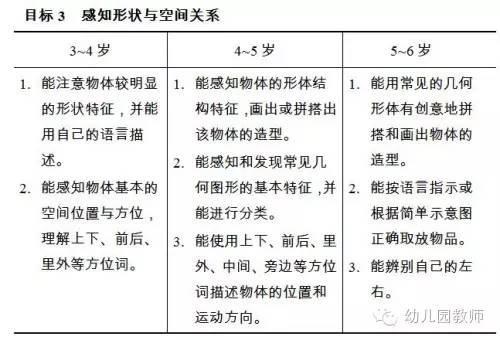 目标 3 感知形状与空间关系
3~4 岁
4~5 岁
5~6 岁
1. 能注意物体较明显
的形状特征，并能
用自己的语言描
述。
2. 能感知物体基本的
空间位置与方位，
理解上下、前后、
里外等方位词。
1. 能感知物体的形体结
构特征，画出或拼搭出
该物体的造型。
2. 能感知和发现常见几
何图形的基本特征，并
能进行分类。
3. 能使用上下、前后、里
外、中间、旁边等方位
词描述物体的位置和
运动方向。
1. 能用常见的几何
形体有创意地拼
搭和画出物体的
造型。
2. 能按语言指示或
根据简单示意图
正确取放物品。
3. 能辨别自己的左
右。
幼儿园教师